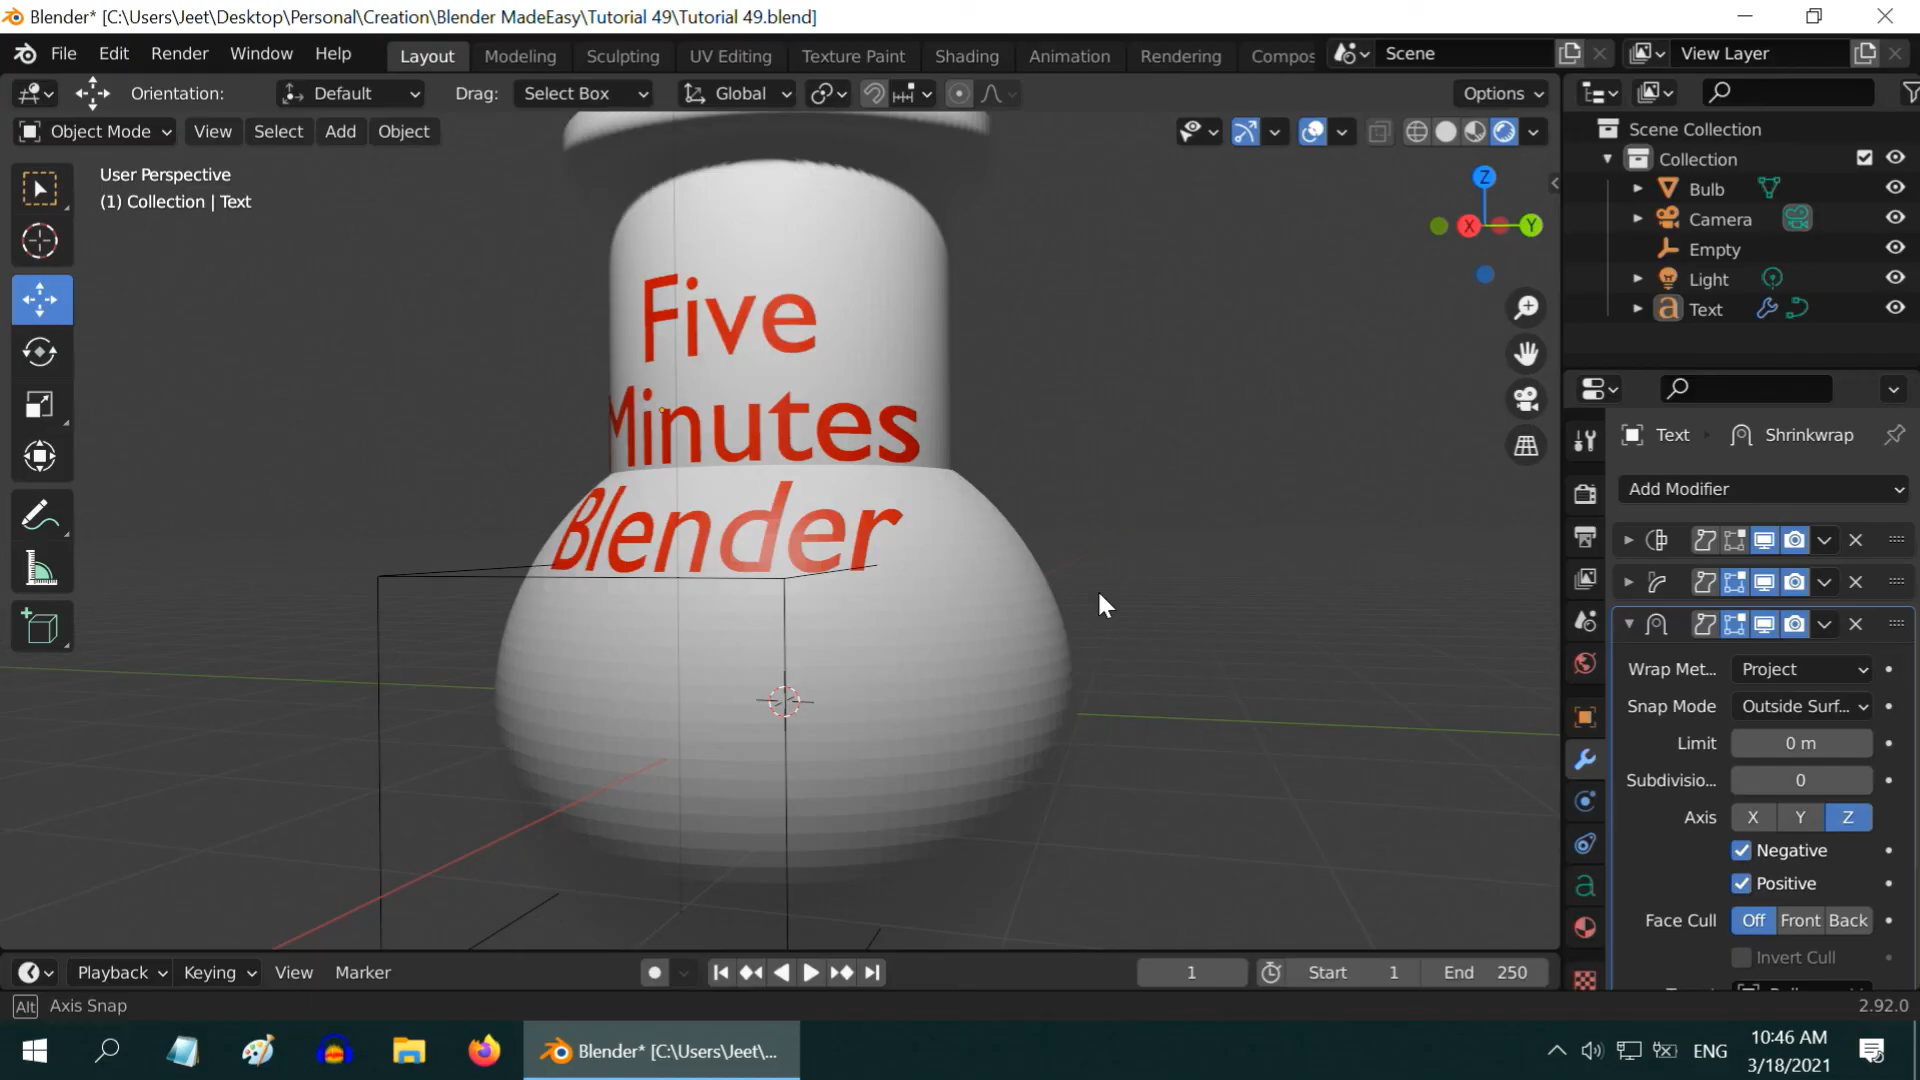 Blender* [C:\Users\Jeet\Desktop\Personal\Creation\Blender MadeEasy\Tutorial 49\Tutorial 49.blend]
File Edit Render Window Help Layout Modeling Sculpting UV Editing Texture Paint Shading Animation Rendering Compos Scene View Layer
Orientation: Default Drag: Select Box Global Options
Object Mode View Select Add Object
User Perspective
(1) Collection | Text
Z
X
Y
Five
Minutes
Blender
Scene Collection
Collection
Bulb
Camera
Empty
Light
Text
Text Shrinkwrap
Add Modifier
Wrap Met... Project
Snap Mode Outside Surf...
Limit 0 m
Subdivisio... 0
Axis X Y Z
Negative
Positive
Face Cull Off Front Back
Invert Cull
Playback Keying View Marker 1 Start 1 End 250
Alt Axis Snap 2.92.0
Blender* [C:\Users\Jeet\...
ENG
10:46 AM
3/18/2021